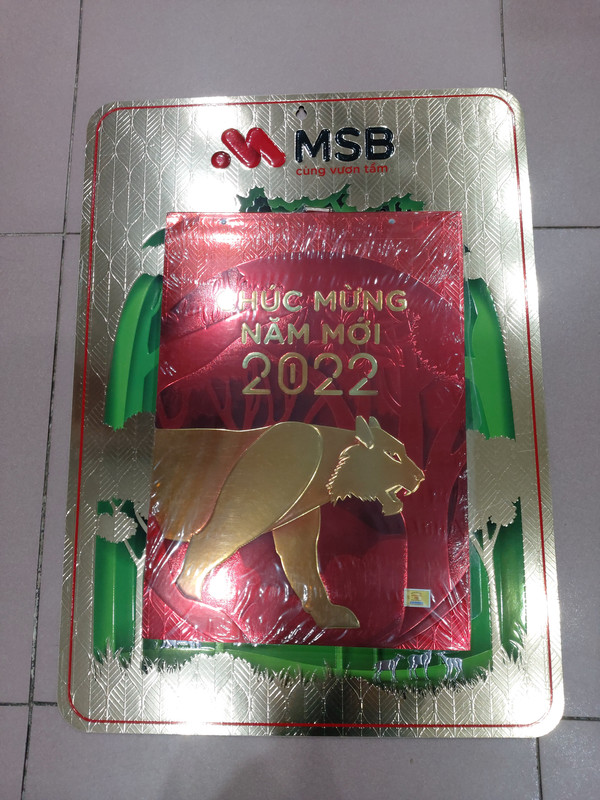 MSB
cùng vươn tầm
CHÚC MỪNG
NĂM MỚI
2022